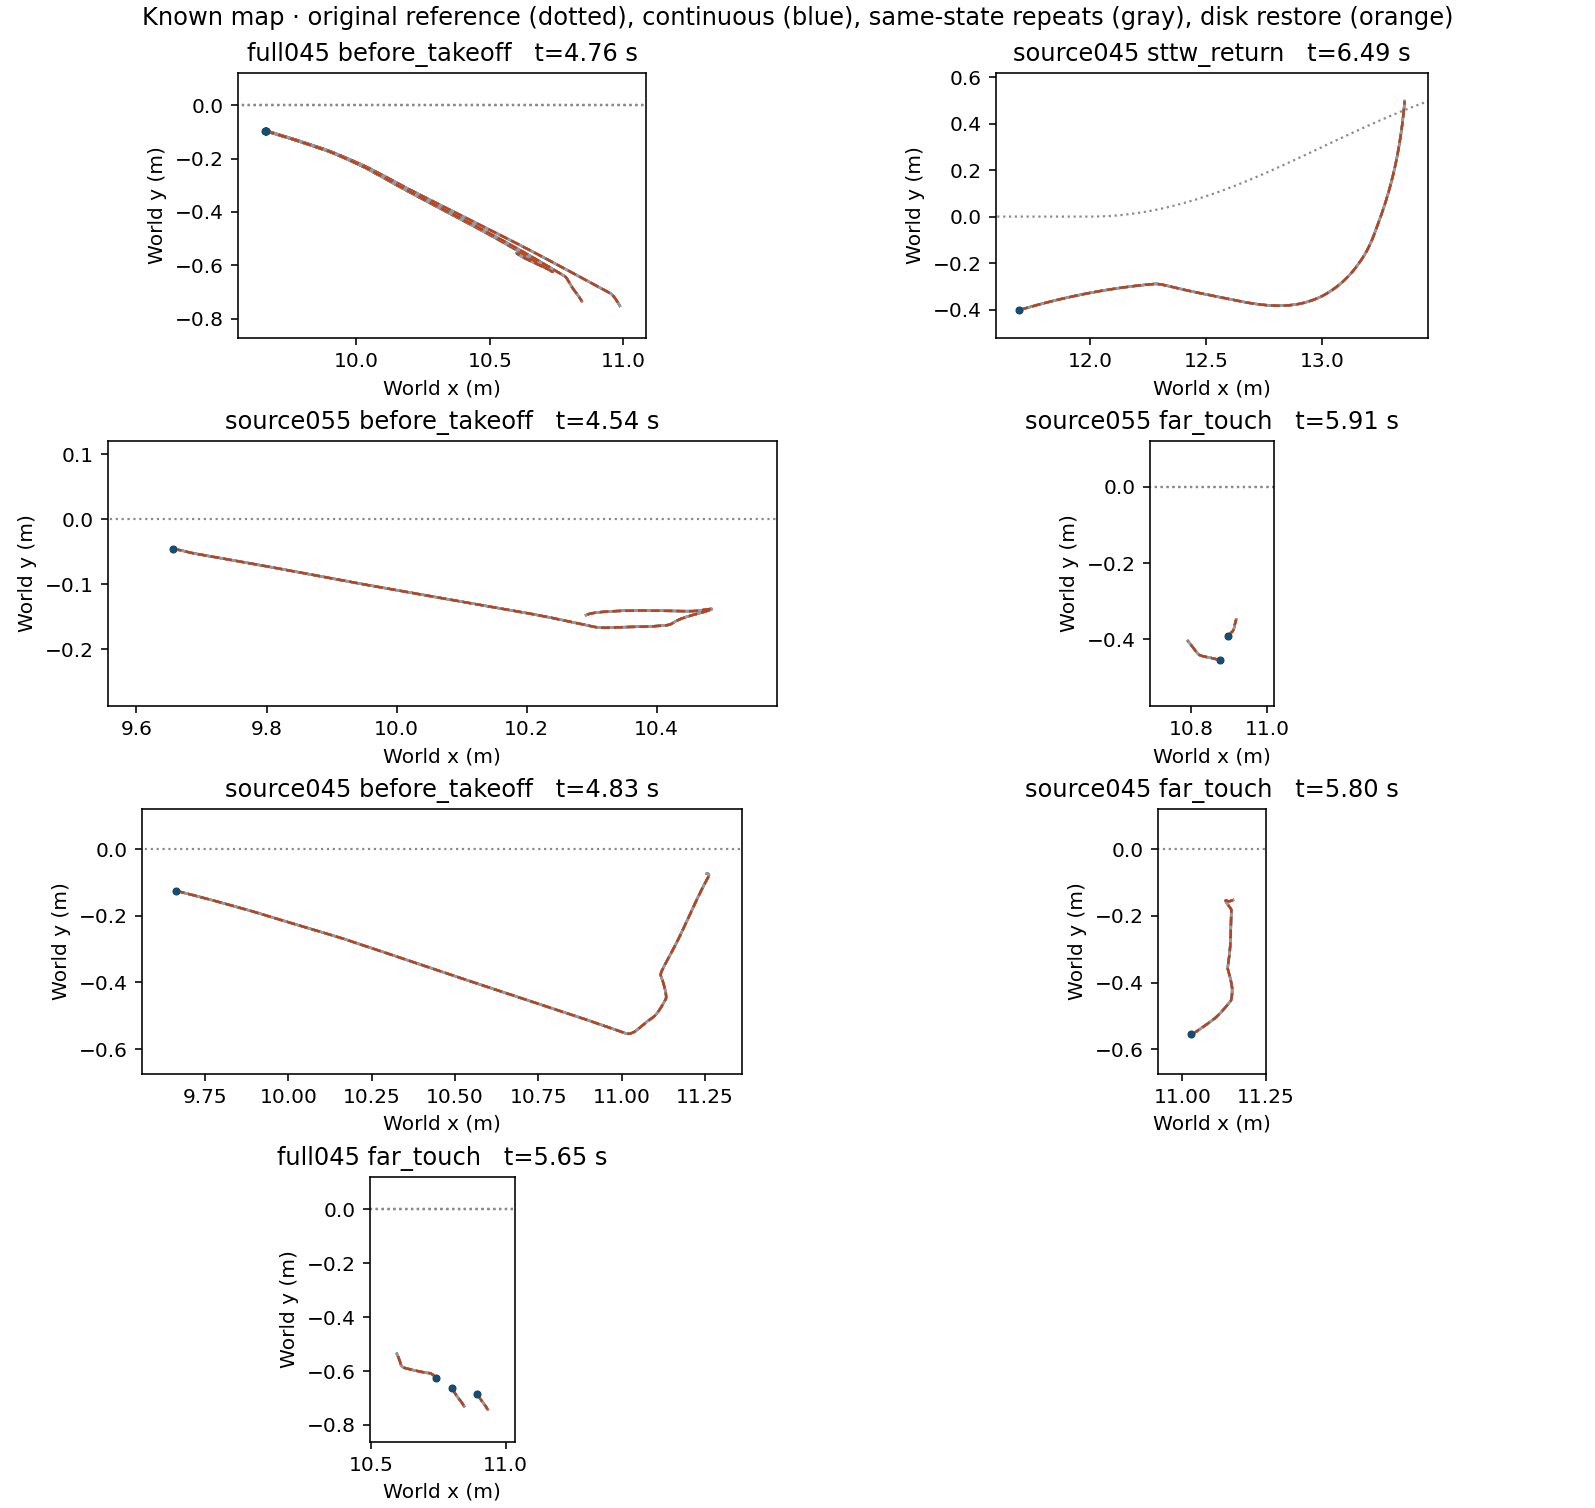 Known map · original reference (dotted), continuous (blue), same-state repeats (gray), disk restore (orange)
full045 before_takeoff   t=4.76 s
0.0
−0.2
−0.4
−0.6
−0.8
World y (m)
10.0 10.5 11.0
World x (m)
source045 sttw_return   t=6.49 s
0.6
0.4
0.2
0.0
−0.2
−0.4
World y (m)
12.0 12.5 13.0
World x (m)
source055 before_takeoff   t=4.54 s
0.1
0.0
−0.1
−0.2
World y (m)
9.6 9.8 10.0 10.2 10.4
World x (m)
source055 far_touch   t=5.91 s
0.0
−0.2
−0.4
World y (m)
10.8 11.0
World x (m)
source045 before_takeoff   t=4.83 s
0.0
−0.2
−0.4
−0.6
World y (m)
9.75 10.00 10.25 10.50 10.75 11.00 11.25
World x (m)
source045 far_touch   t=5.80 s
0.0
−0.2
−0.4
−0.6
World y (m)
11.00 11.25
World x (m)
full045 far_touch   t=5.65 s
0.0
−0.2
−0.4
−0.6
−0.8
World y (m)
10.5 11.0
World x (m)